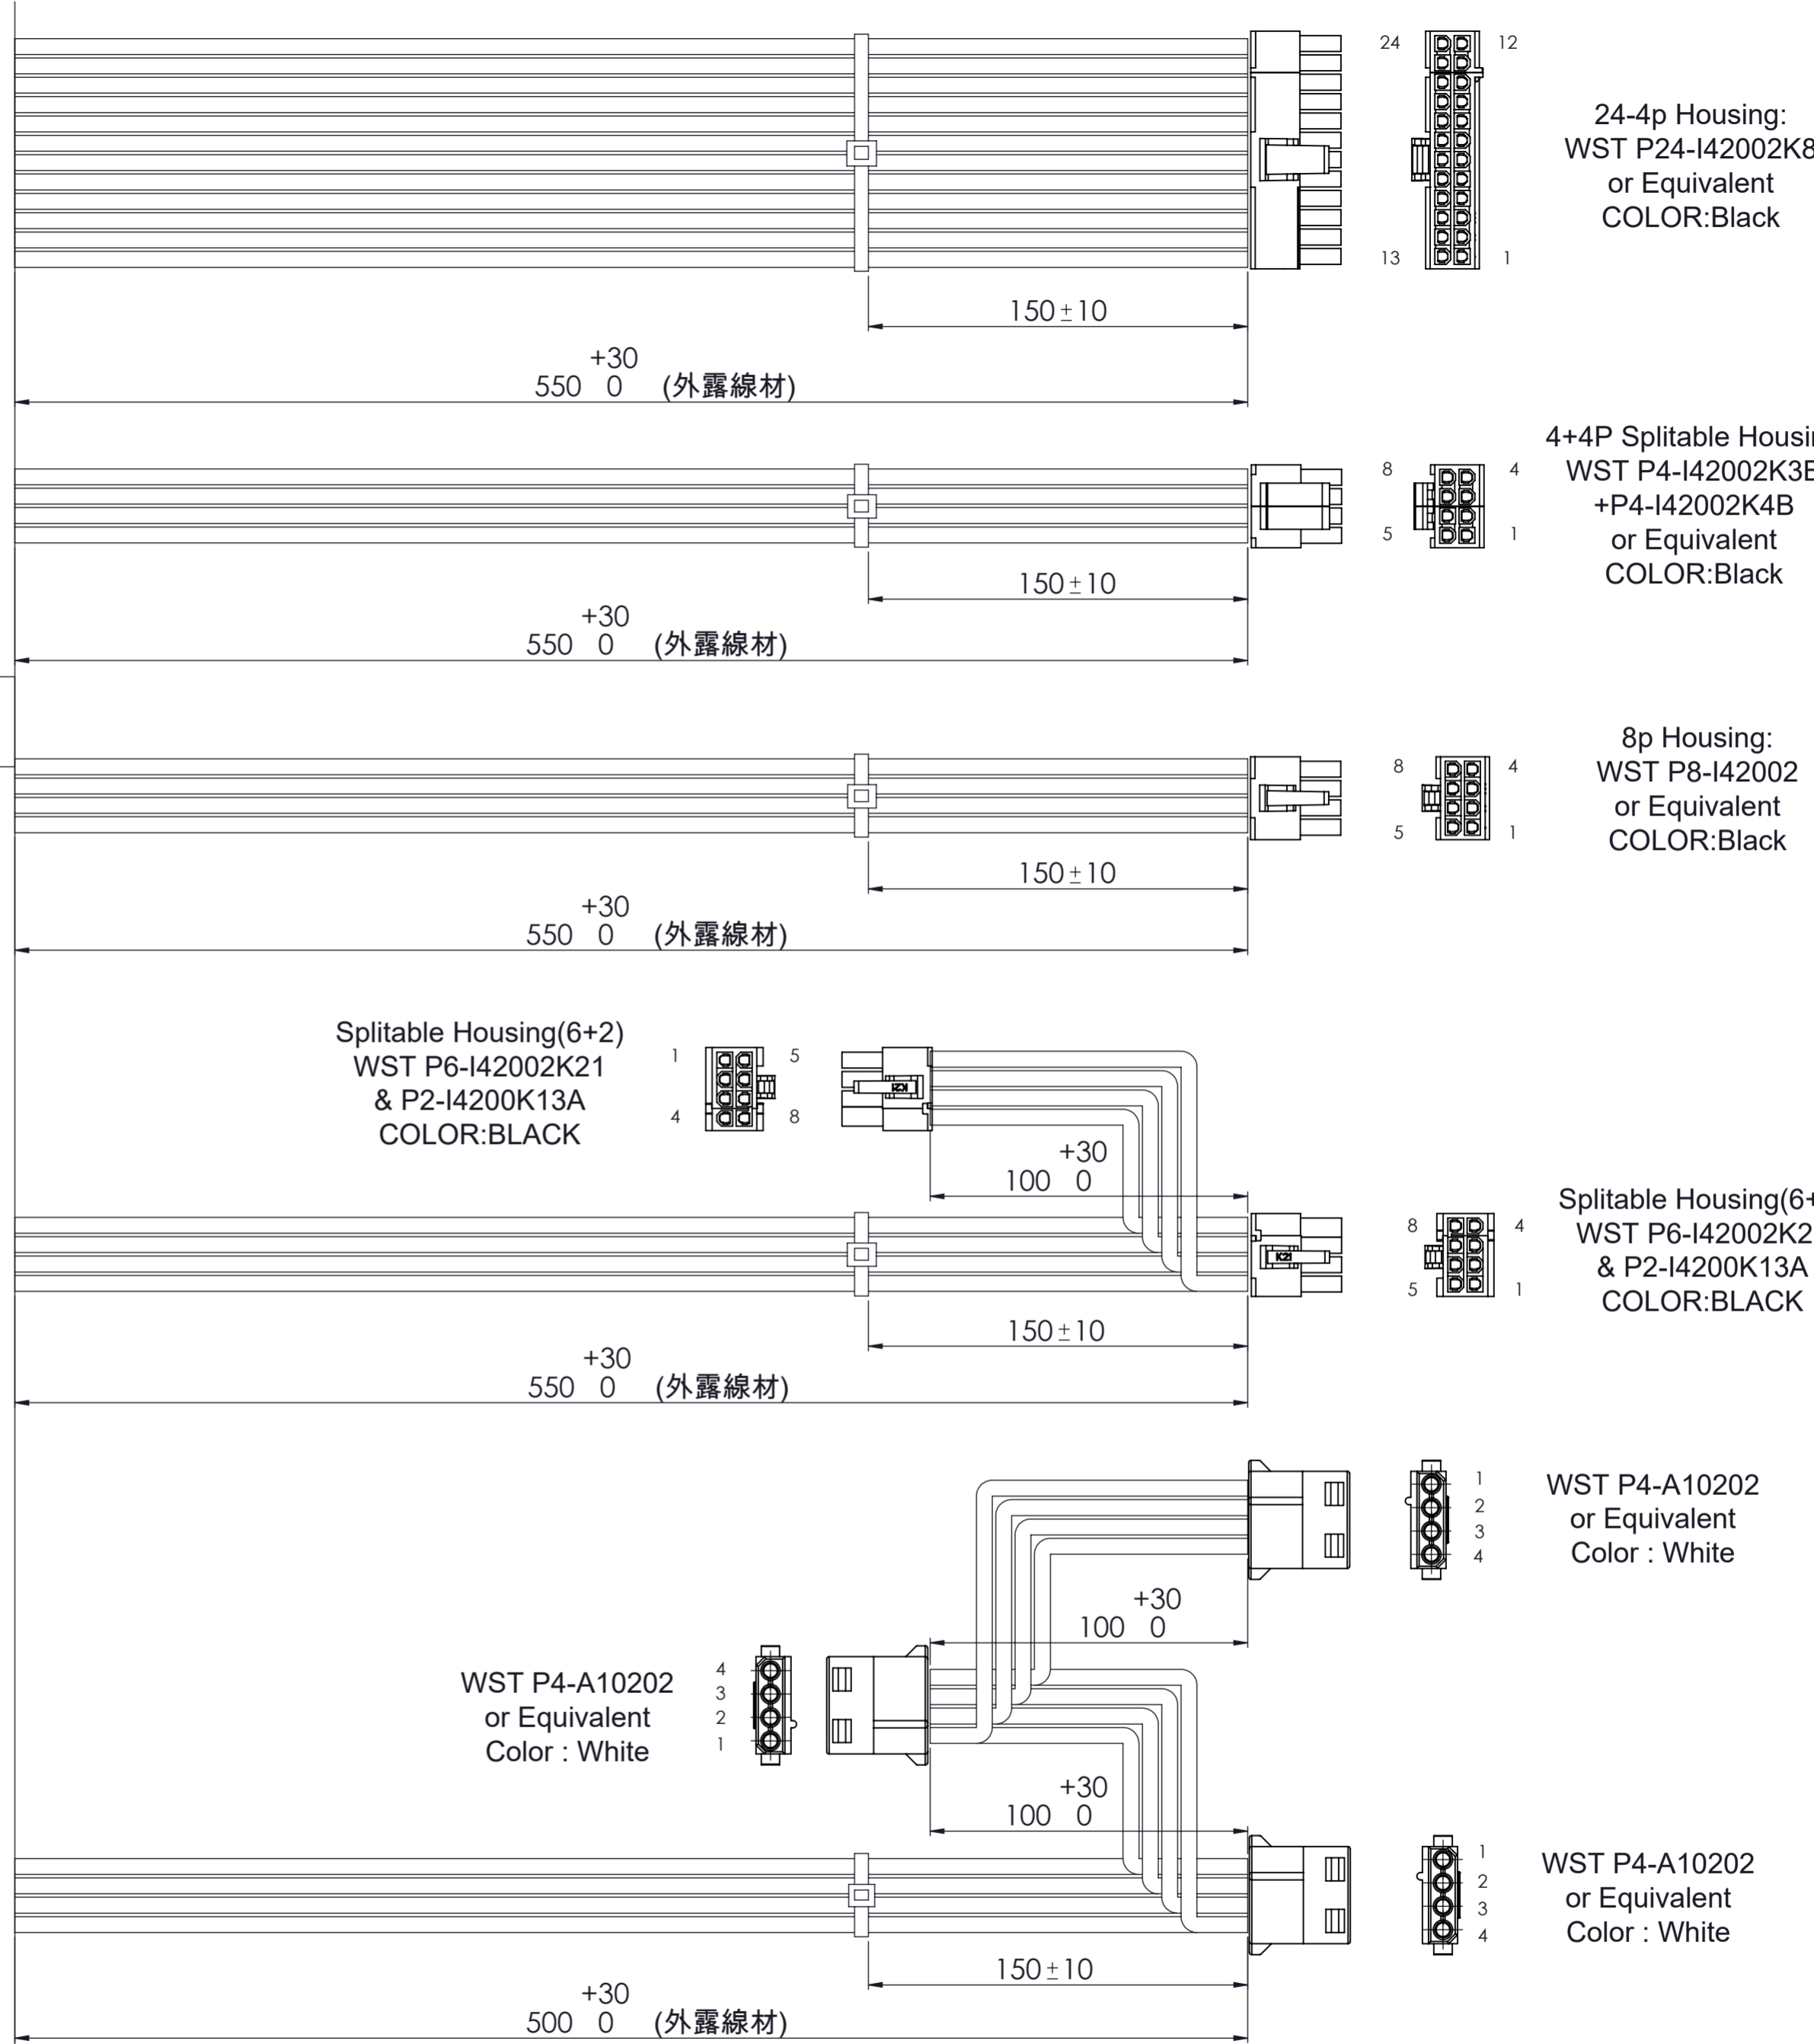 24
12
13
1
24-4p Housing:
WST P24-I42002K8
or Equivalent
COLOR:Black
150±10
+30
550 0 (外露線材)
8
4
5
1
4+4P Splitable
WST P4-I42002K3
+P4-I42002K4B
or Equivalent
COLOR:Black
150±10
+30
550 0 (外露線材)
8
4
5
1
8p Housing:
WST P8-I42002
or Equivalent
COLOR:Black
150±10
+30
550 0 (外露線材)
Splitable Housing(6+2)
WST P6-I42002K21
& P2-I4200K13A
COLOR:BLACK
1
5
4
8
K21
+30
100 0
K21
8
4
5
1
Splitable Housing(6+
WST P6-I42002K2
& P2-I4200K13A
COLOR:BLACK
150±10
+30
550 0 (外露線材)
1
2
3
4
WST P4-A10202
or Equivalent
Color : White
+30
100 0
WST P4-A10202
or Equivalent
Color : White
4
3
2
1
+30
100 0
1
2
3
4
WST P4-A10202
or Equivalent
Color : White
150±10
+30
500 0 (外露線材)